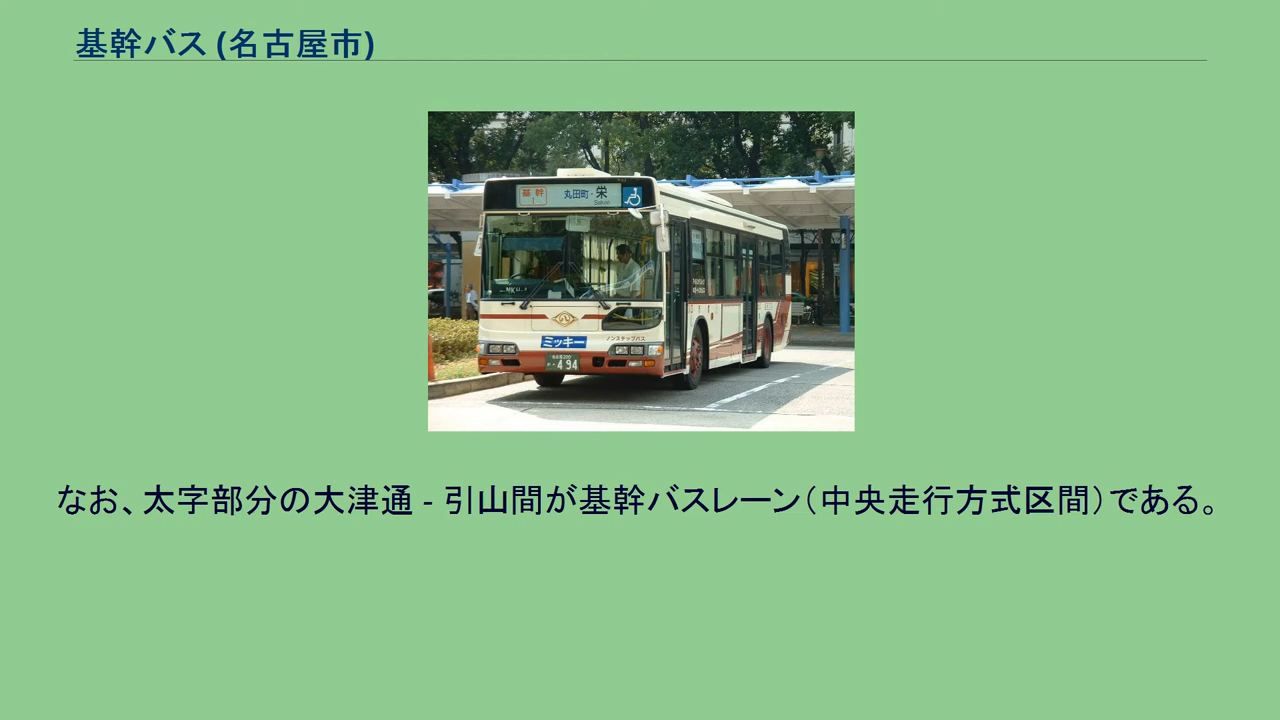 基幹バス (名古屋市)
基幹
1
丸田町・栄
Sakae
ミッキー
ノンステップバス
・494
なお、太字部分の大津通 - 引山間が基幹バスレーン（中央走行方式区間）である。